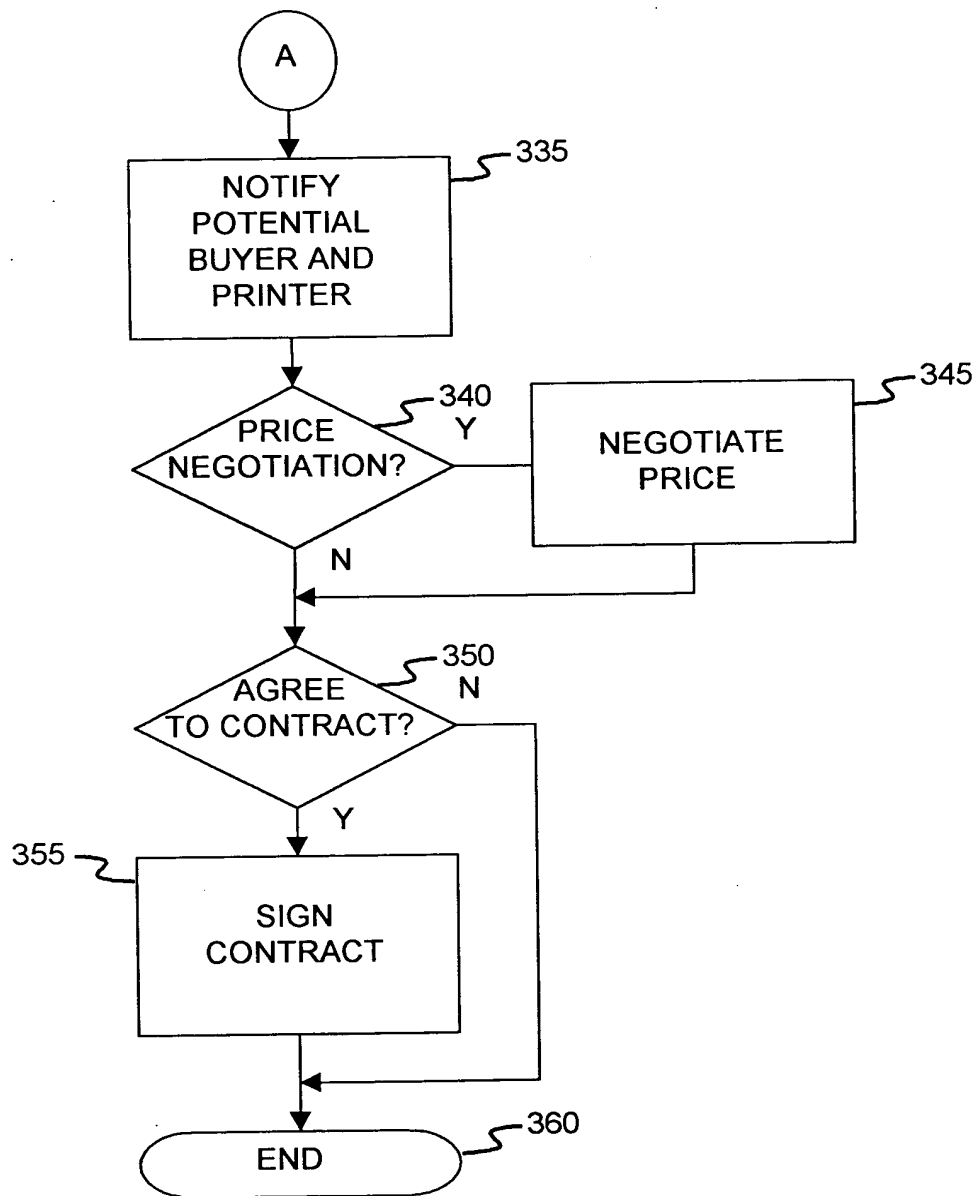 A
335
NOTIFY
POTENTIAL
BUYER AND
PRINTER
340
345
PRICE
NEGOTIATION?
Y
NEGOTIATE
PRICE
N
350
N
AGREE
TO CONTRACT?
Y
355
SIGN
CONTRACT
360
END